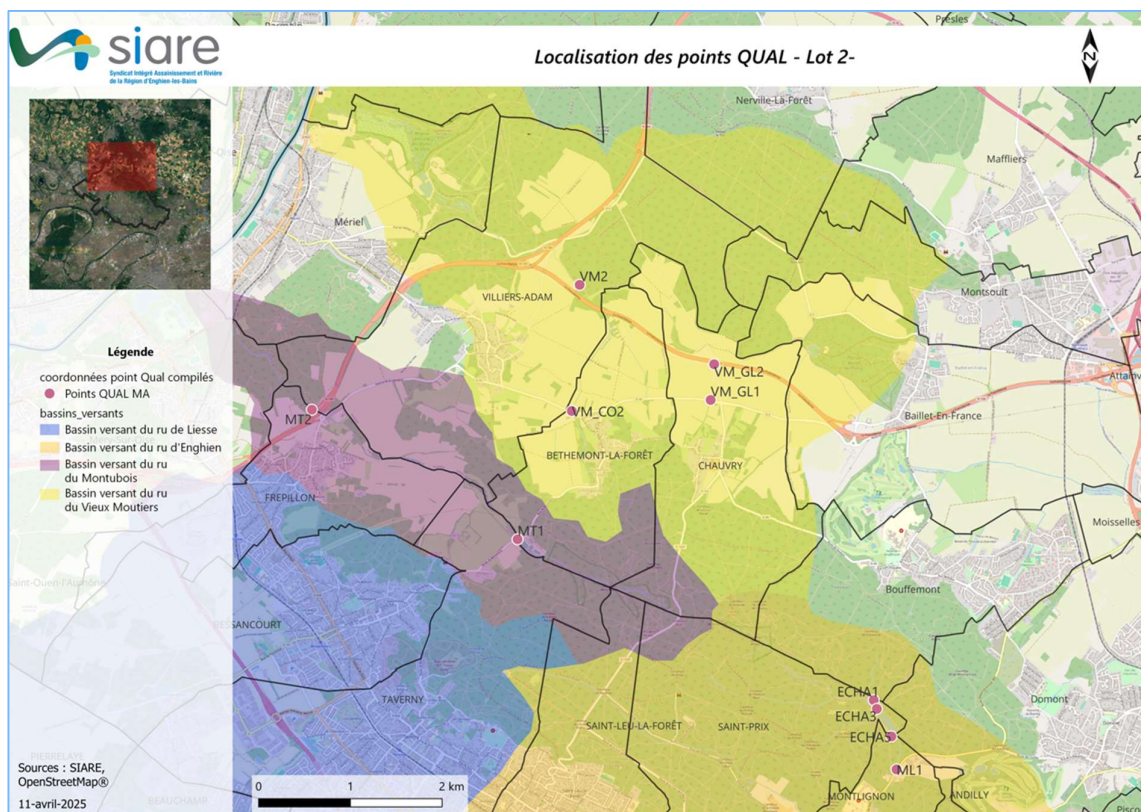 siare
Syndicat Intégré Assainissement et Rivière
de la Région d'Enghien-les-Bains
Localisation des points QUAL - Lot 2-
N
Presles
Nerville-La-Forêt
Maffliers
Mériel
VM2
VILLIERS-ADAM
Montsoult
VM_GL2
VM_GL1
VM_CO2
MT2
Baillet-En-France
BETHEMONT-LA-FORÊT
CHAUVRY
FREPILLON
MT1
Moisselles
Bouffemont
BESSANCOURT
TAVERNY
ECHA1
ECHA3
ECHA5
Domont
SAINT-LEU-LA-FORÊT
SAINT-PRIX
ML1
MONTLIGNON
ANDILLY
Saint-Ouen-l'Aumône
PIERRELAYE
BEAUCHAMP
Légende
coordonnées point Qual compilés
Points QUAL MA
bassins_versants
Bassin versant du ru de Liesse
Bassin versant du ru d'Enghien
Bassin versant du ru
du Montubois
Bassin versant du ru
du Vieux Moutiers
Sources : SIARE,
OpenStreetMap®
11-avril-2025
0 1 2 km